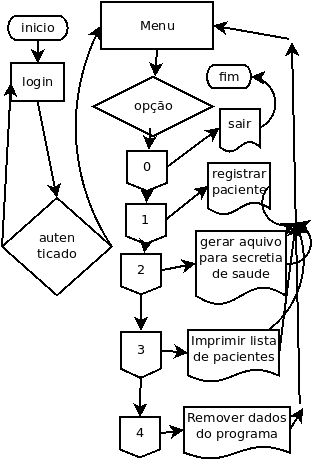 inicio
login
auten
ticado
Menu
opção
fim
sair
0
registrar
paciente
1
gerar aquivo
para secretia
de saude
2
Imprimir lista
de pacientes
3
Remover dados
do programa
4